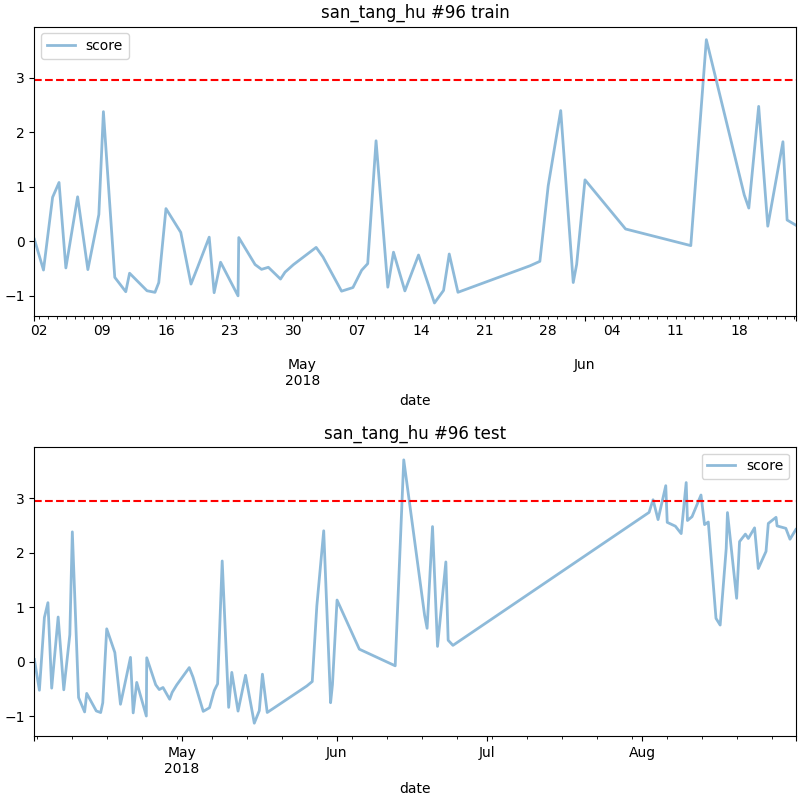 san_tang_hu #96 train
score
3
2
1
0
−1
02 09 16 23 30 07 14 21 28 04 11 18
May Jun
2018
date
san_tang_hu #96 test
score
3
2
1
0
−1
May Jun Jul Aug
2018
date